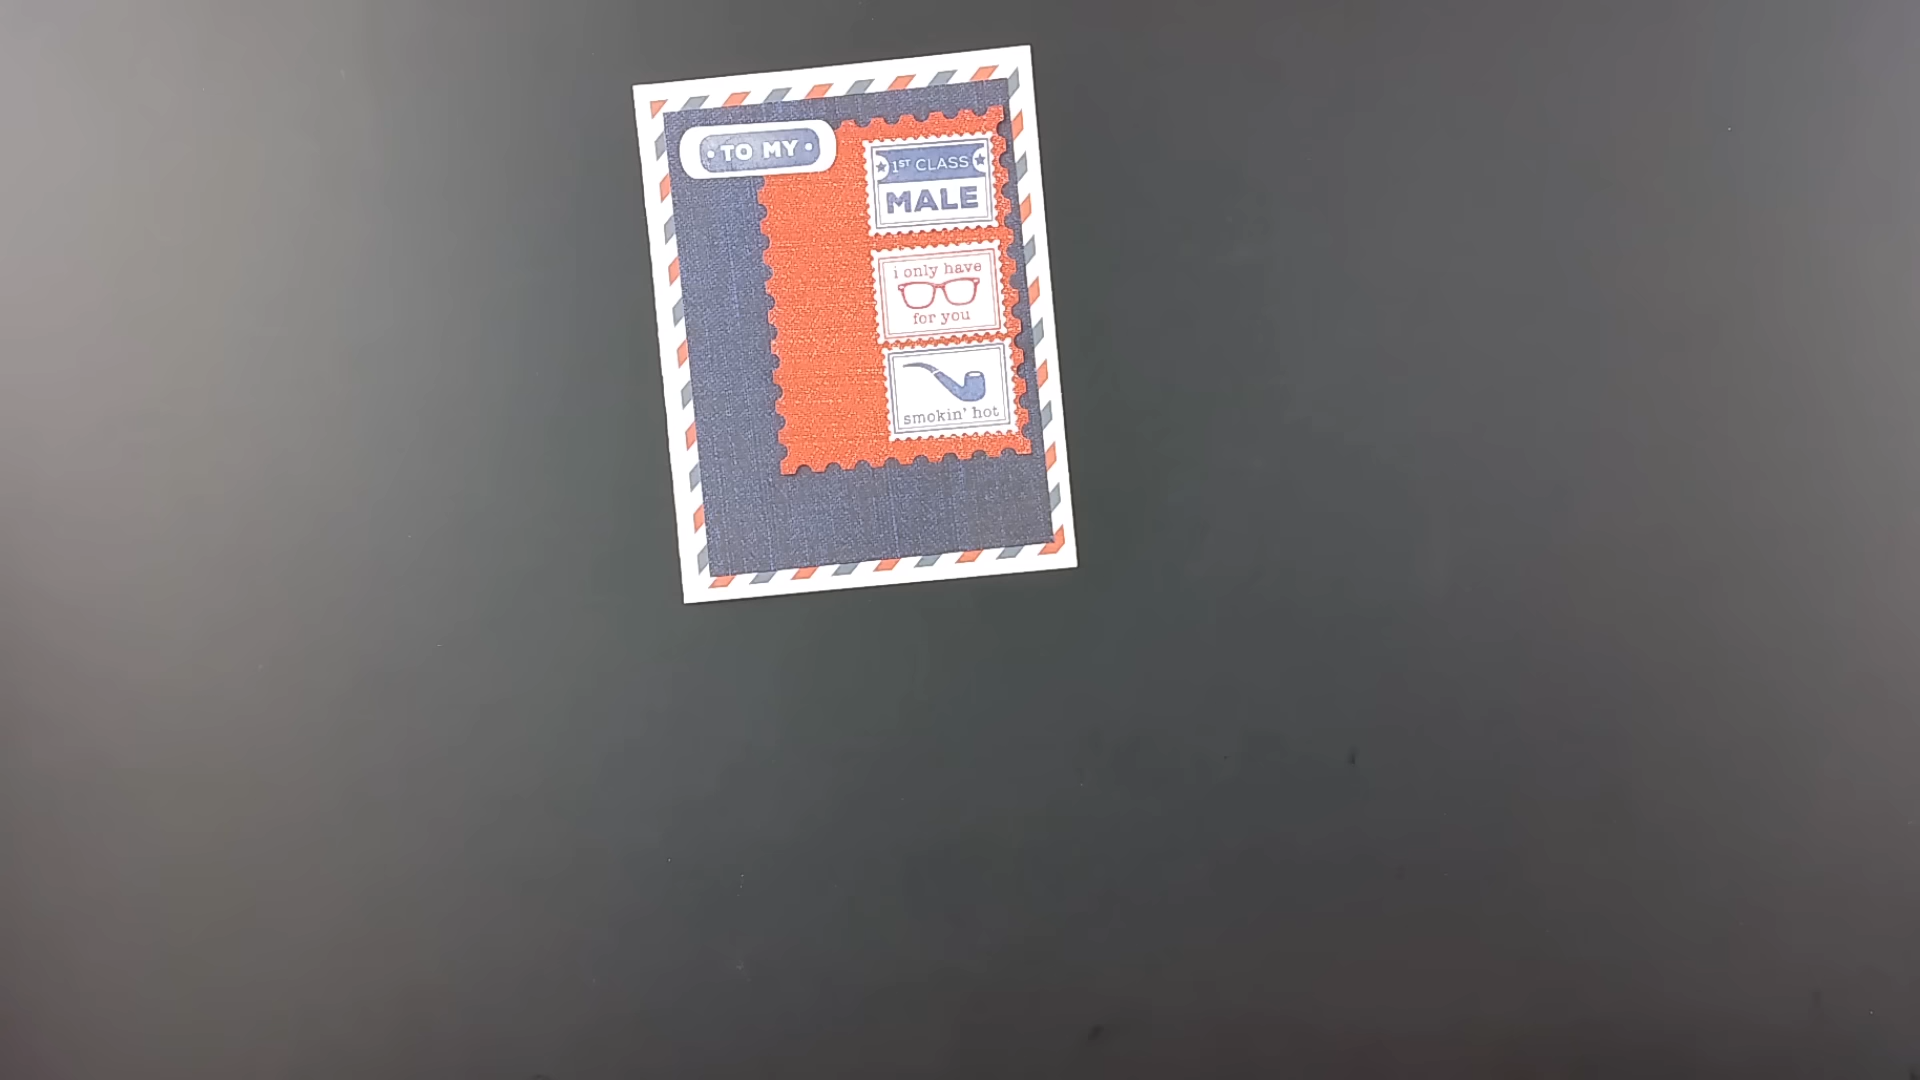 • TO MY •
1ST CLASS
MALE
i only have
for you
smokin' hot